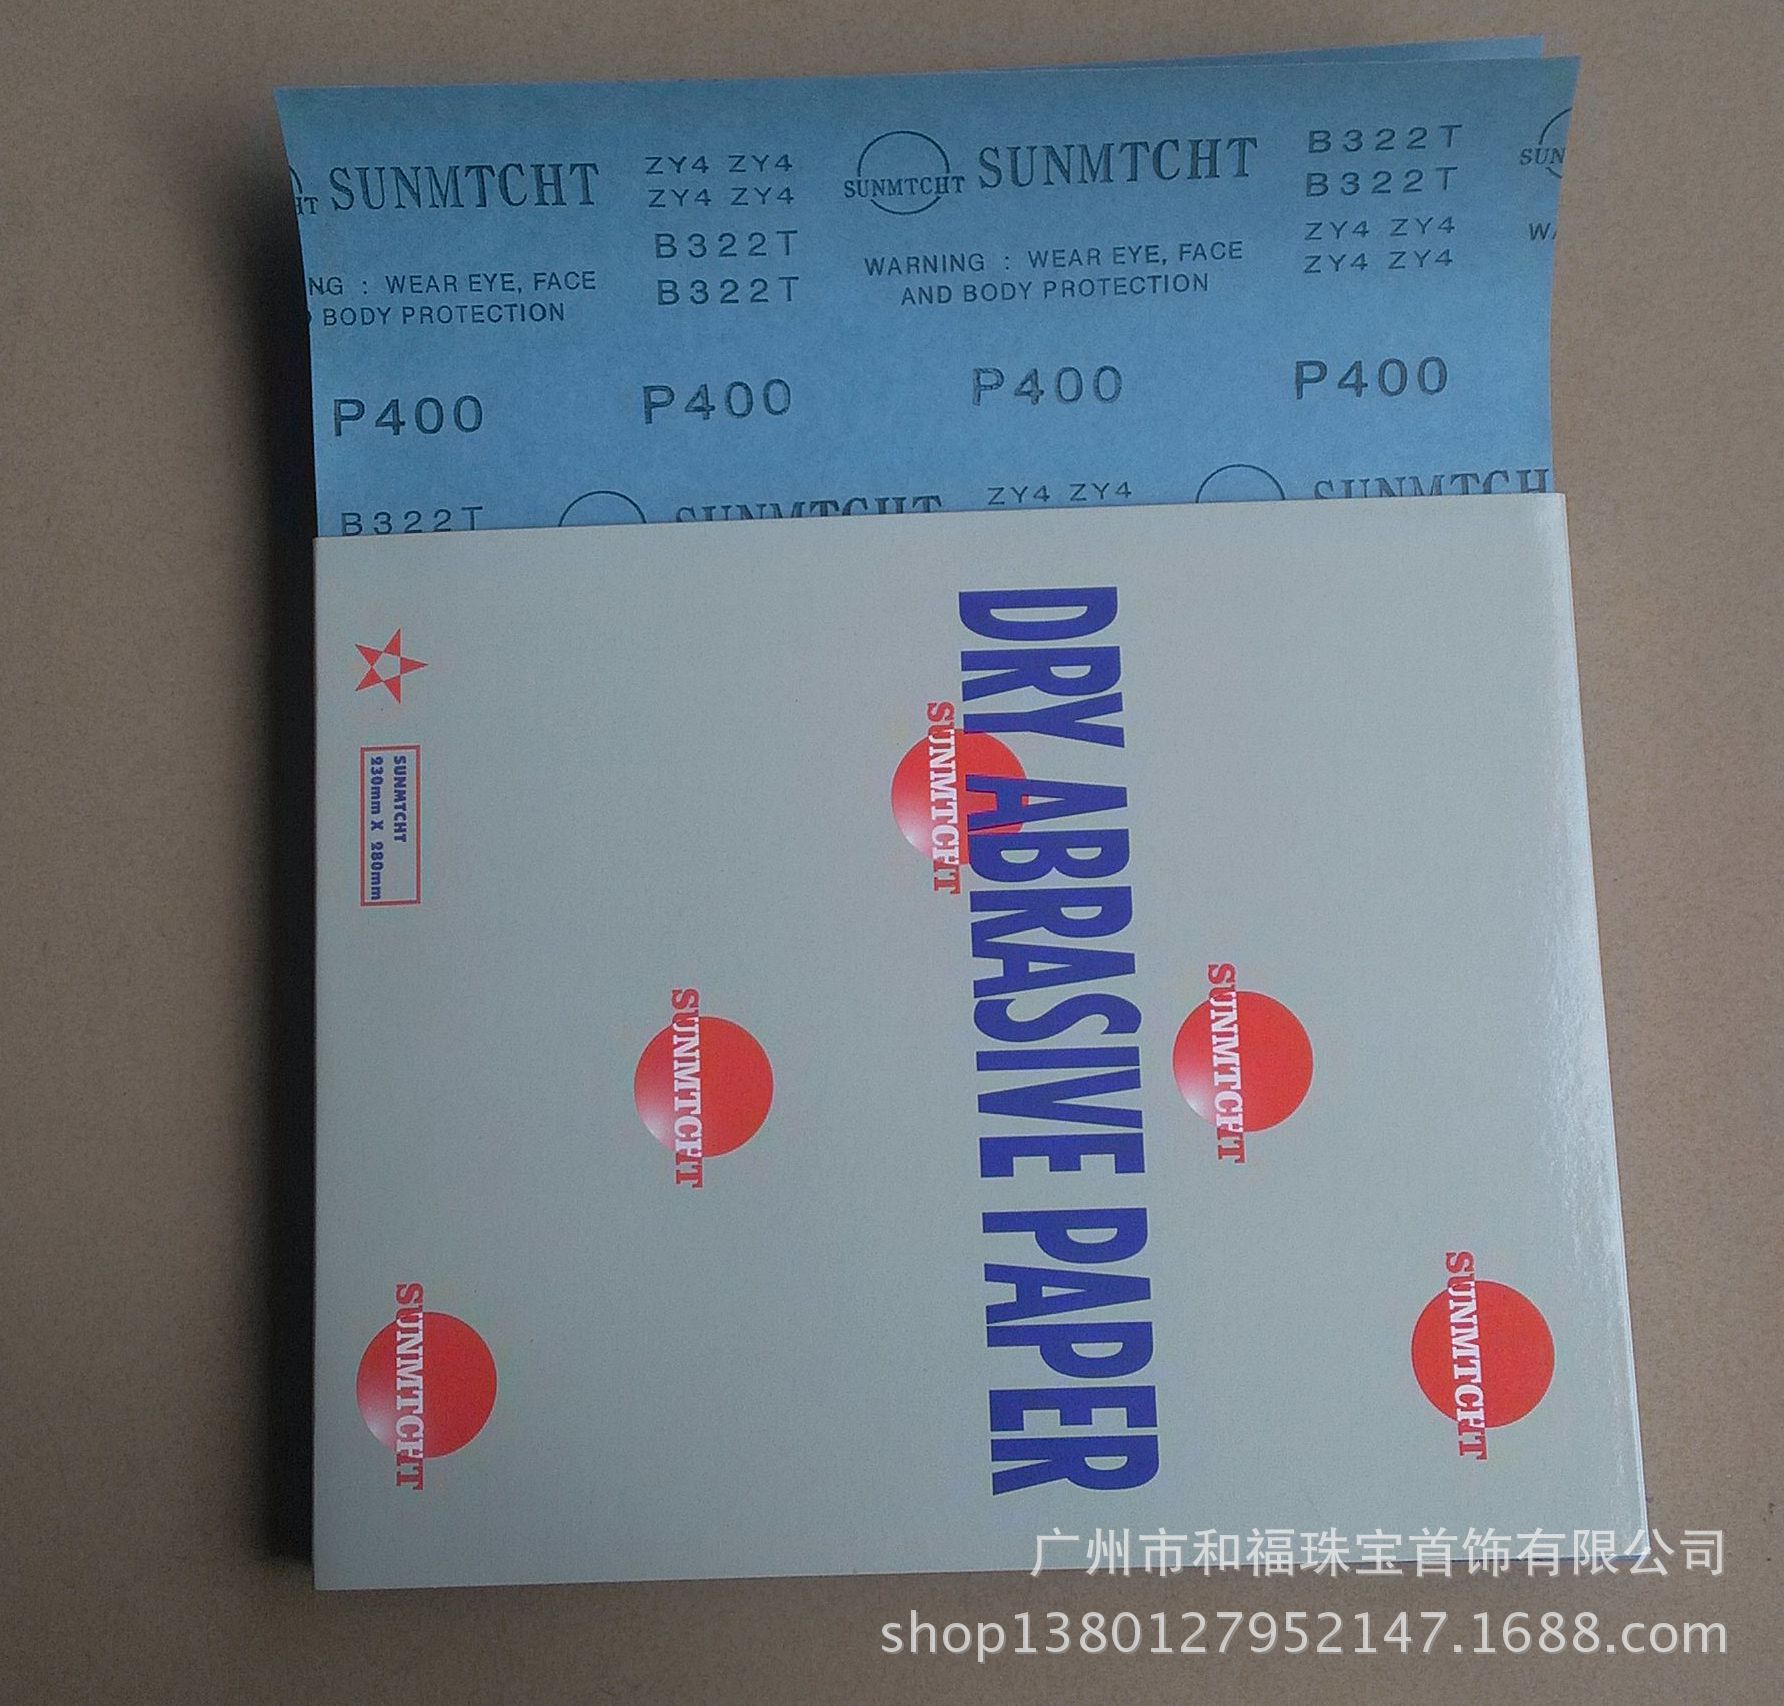 SUNMTCHT
ZY4 ZY4
ZY4 ZY4
B322T
B322T
WEAR EYE, FACE
BODY PROTECTION
SUNMTCHT
SUNMTCHT
WARNING : WEAR EYE, FACE
AND BODY PROTECTION
B322T
B322T
ZY4 ZY4
ZY4 ZY4
P400 P400 P400 P400
B322T
SUNMTCHT
ZY4 ZY4
SUNMTCH
DRY ABRASIVE PAPER
SUNMTCHT
230mm X 280mm
SUNMTCHT
SUNMTCHT
SUNMTCHT
SUNMTCHT
SUNMTCHT
广州市和福珠宝首饰有限公司
shop1380127952147.1688.com